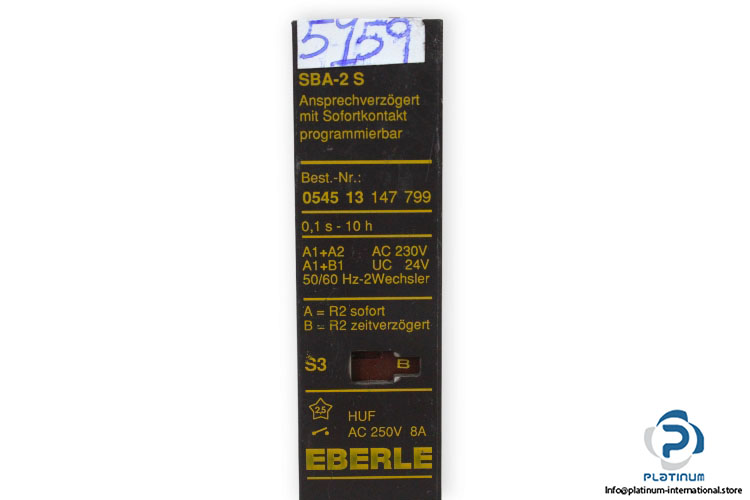 5959
SBA-2 S
Ansprechverzögert
mit Sofortkontakt
programmierbar
Best.-Nr.:
0545 13 147 799
0,1 s - 10 h
A1+A2 AC 230V
A1+B1 UC 24V
50/60 Hz-2Wechsler
A = R2 sofort
B = R2 zeitverzögert
S3 B
2,5 HUF
AC 250V 8A
EBERLE
PLATINUM
Info@platinum-international.store